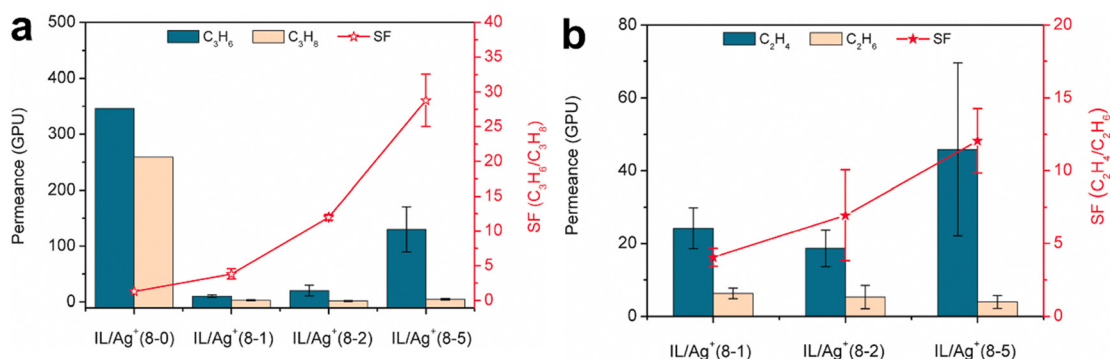 a
C₃H₆ C₃H₈ SF
Permeance (GPU)
500
400
300
200
100
0
SF (C₃H₆/C₃H₈)
40
35
30
25
20
15
10
5
0
IL/Ag⁺(8-0) IL/Ag⁺(8-1) IL/Ag⁺(8-2) IL/Ag⁺(8-5)
b
C₂H₄ C₂H₆ SF
Permeance (GPU)
80
60
40
20
0
SF (C₂H₄/C₂H₆)
20
15
10
5
0
IL/Ag⁺(8-1) IL/Ag⁺(8-2) IL/Ag⁺(8-5)